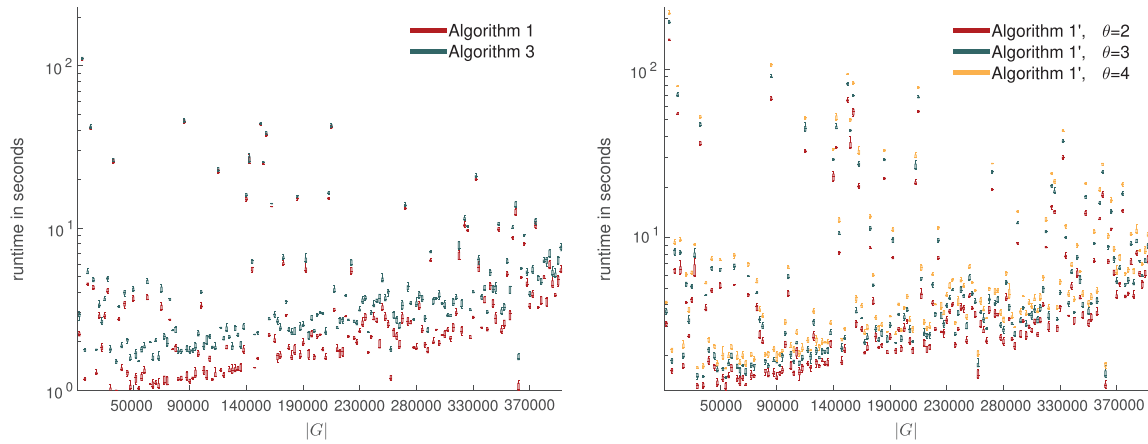 Algorithm 1
Algorithm 3
10^2
10^1
10^0
runtime in seconds
50000 90000 140000 190000 230000 280000 330000 370000
|G|
Algorithm 1', θ=2
Algorithm 1', θ=3
Algorithm 1', θ=4
10^2
10^1
runtime in seconds
50000 90000 140000 190000 230000 280000 330000 370000
|G|